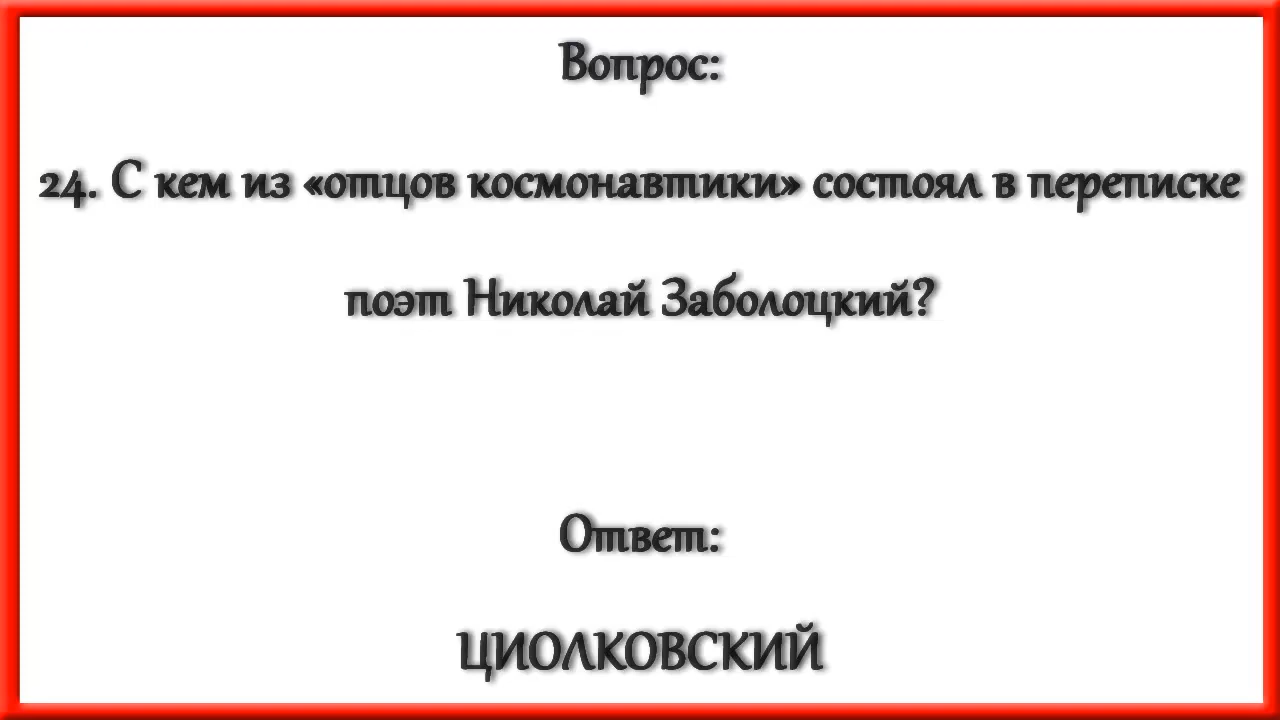 Вопрос:
24. С кем из «отцов космонавтики» состоял в переписке
поэт Николай Заболоцкий?
Ответ:
ЦИОЛКОВСКИЙ